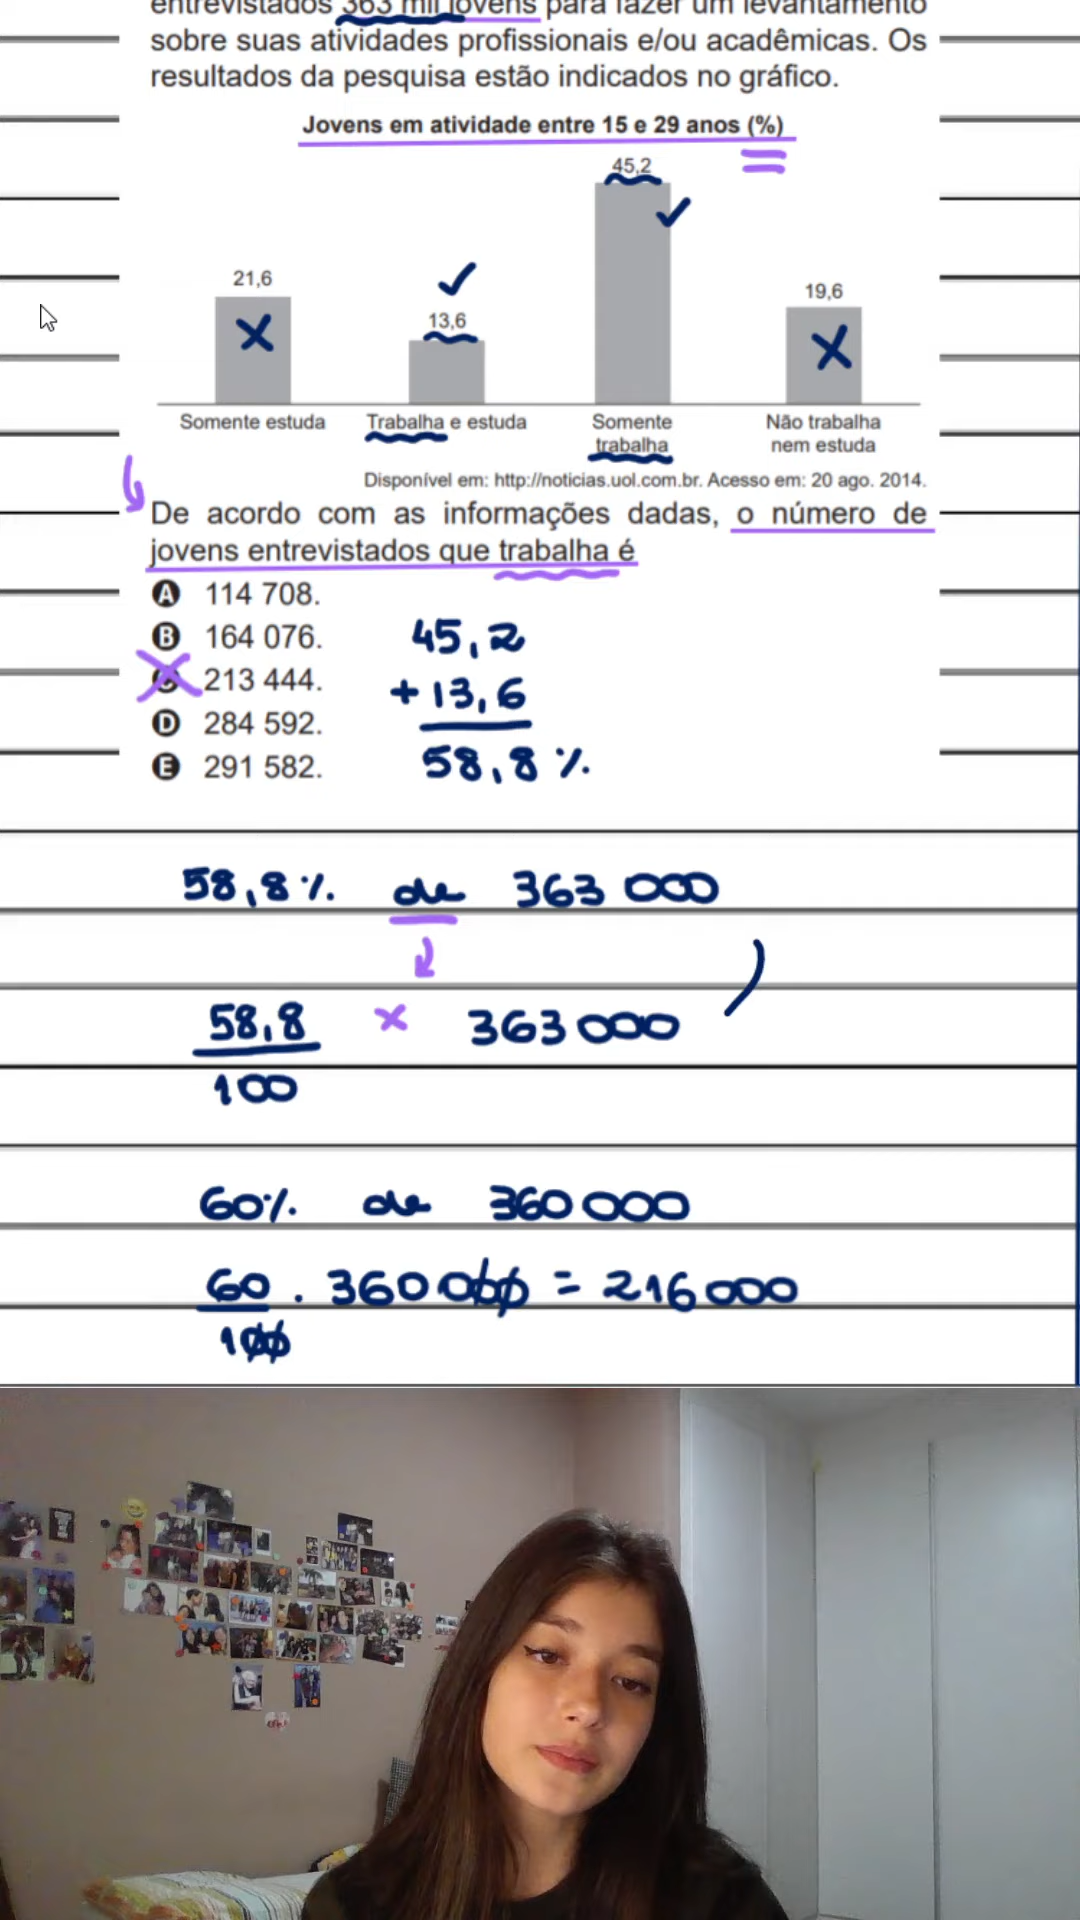 entrevistados 363 mil jovens para fazer um levantamento
sobre suas atividades profissionais e/ou acadêmicas. Os
resultados da pesquisa estão indicados no gráfico.
Jovens em atividade entre 15 e 29 anos (%)
45,2
21,6
19,6
13,6
Somente estuda
Trabalha e estuda
Somente
trabalha
Não trabalha
nem estuda
Disponível em: http://noticias.uol.com.br. Acesso em: 20 ago. 2014.
De acordo com as informações dadas, o número de
jovens entrevistados que trabalha é
A 114 708.
B 164 076.
C 213 444.
D 284 592.
E 291 582.
45,2
+ 13,6
58,8 %
58,8% de 363 000
58,8 × 363 000
100
60% de 360 000
60 . 360 000 = 216 000
100